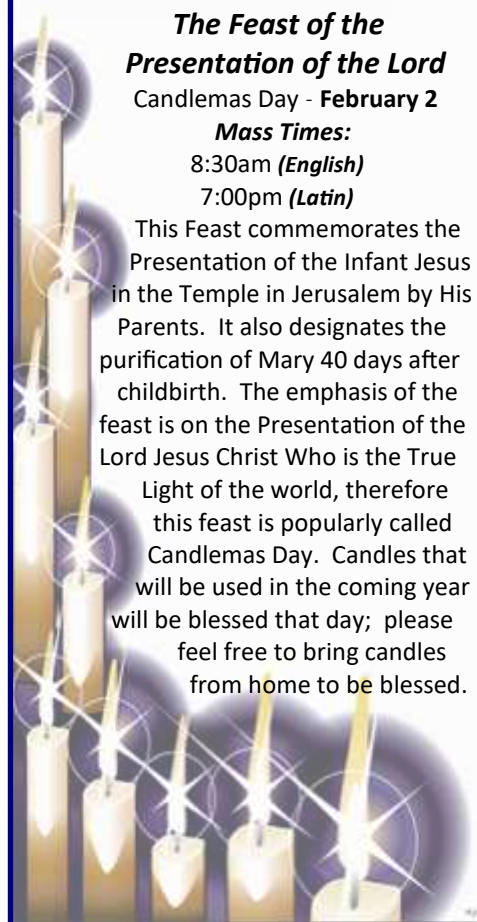 The Feast of the
Presentation of the Lord
Candlemas Day - February 2
Mass Times:
8:30am (English)
7:00pm (Latin)
This Feast commemorates the
Presentation of the Infant Jesus
in the Temple in Jerusalem by His
Parents.  It also designates the
purification of Mary 40 days after
childbirth.  The emphasis of the
feast is on the Presentation of the
Lord Jesus Christ Who is the True
Light of the world, therefore
this feast is popularly called
Candlemas Day.  Candles that
will be used in the coming year
will be blessed that day;  please
feel free to bring candles
from home to be blessed.